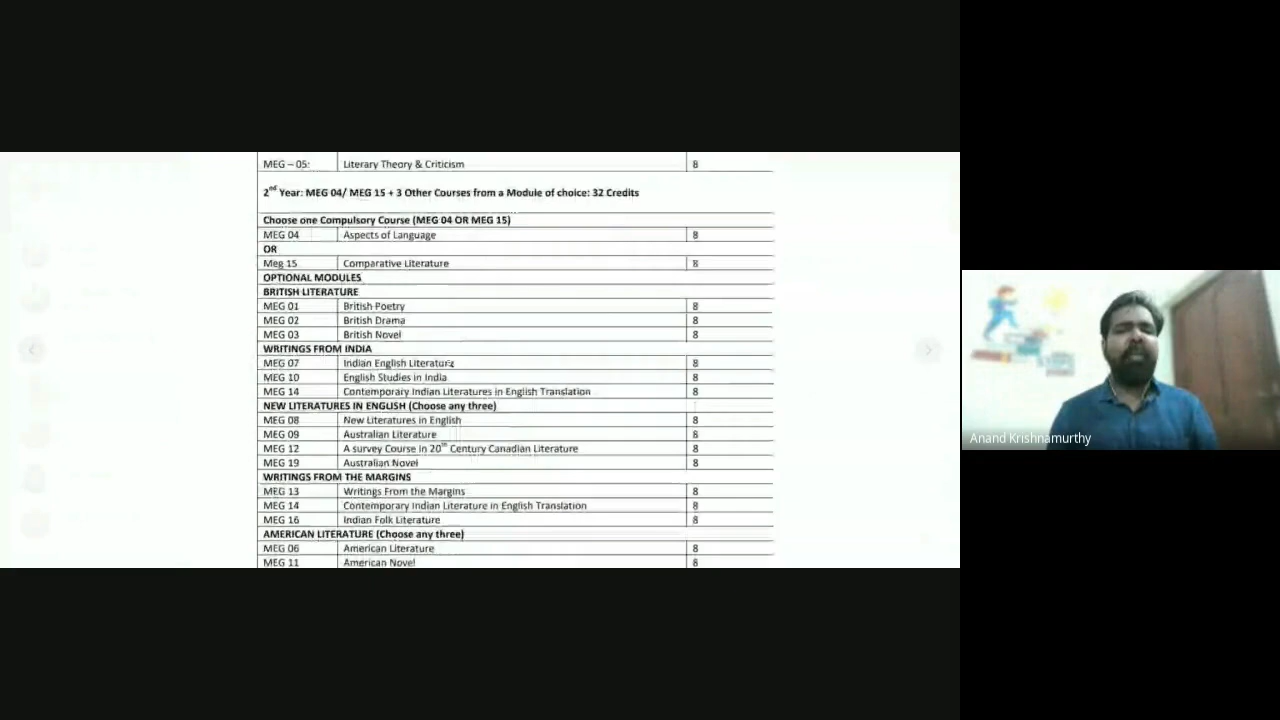 MEG – 05: Literary Theory & Criticism 8
2nd Year: MEG 04/ MEG 15 + 3 Other Courses from a Module of choice: 32 Credits
Choose one Compulsory Course (MEG 04 OR MEG 15)
MEG 04 Aspects of Language 8
OR
Meg 15 Comparative Literature 8
OPTIONAL MODULES
BRITISH LITERATURE
MEG 01 British Poetry 8
MEG 02 British Drama 8
MEG 03 British Novel 8
WRITINGS FROM INDIA
MEG 07 Indian English Literature 8
MEG 10 English Studies in India 8
MEG 14 Contemporary Indian Literatures in English Translation 8
NEW LITERATURES IN ENGLISH (Choose any three)
MEG 08 New Literatures in English 8
MEG 09 Australian Literature 8
MEG 12 A survey Course in 20th Century Canadian Literature 8
MEG 19 Australian Novel 8
WRITINGS FROM THE MARGINS
MEG 13 Writings From the Margins 8
MEG 14 Contemporary Indian Literature in English Translation 8
MEG 16 Indian Folk Literature 8
AMERICAN LITERATURE (Choose any three)
MEG 06 American Literature 8
MEG 11 American Novel 8
Anand Krishnamurthy